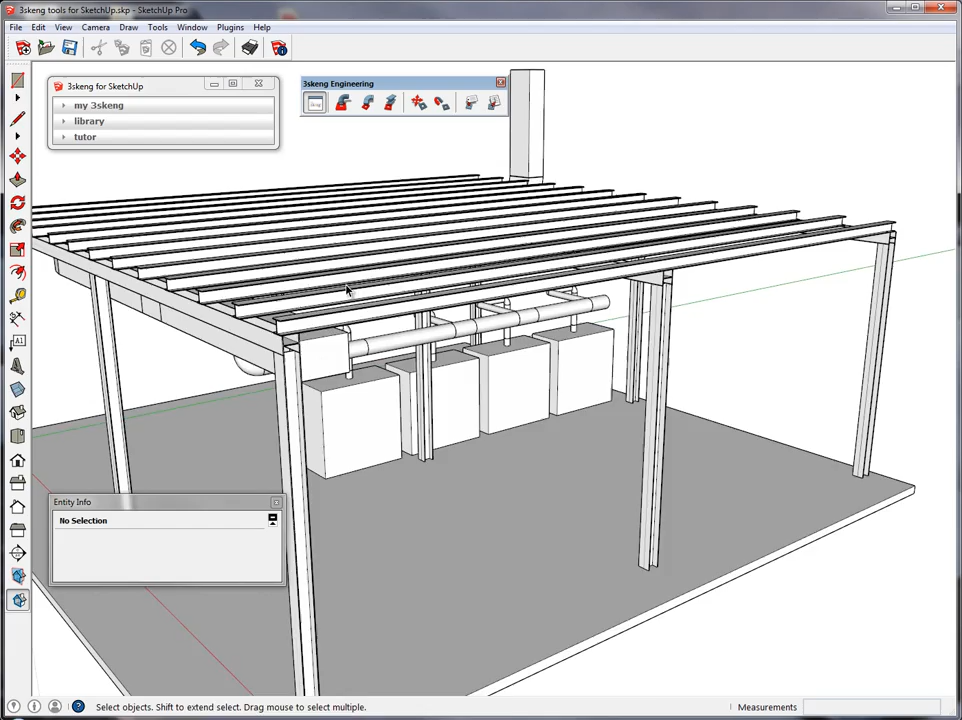 3skeng tools for SketchUp.skp - SketchUp Pro
File Edit View Camera Draw Tools Window Plugins Help
3skeng for SketchUp
my 3skeng
library
tutor
3skeng Engineering
A1
Entity Info
No Selection
Select objects. Shift to extend select. Drag mouse to select multiple.
Measurements